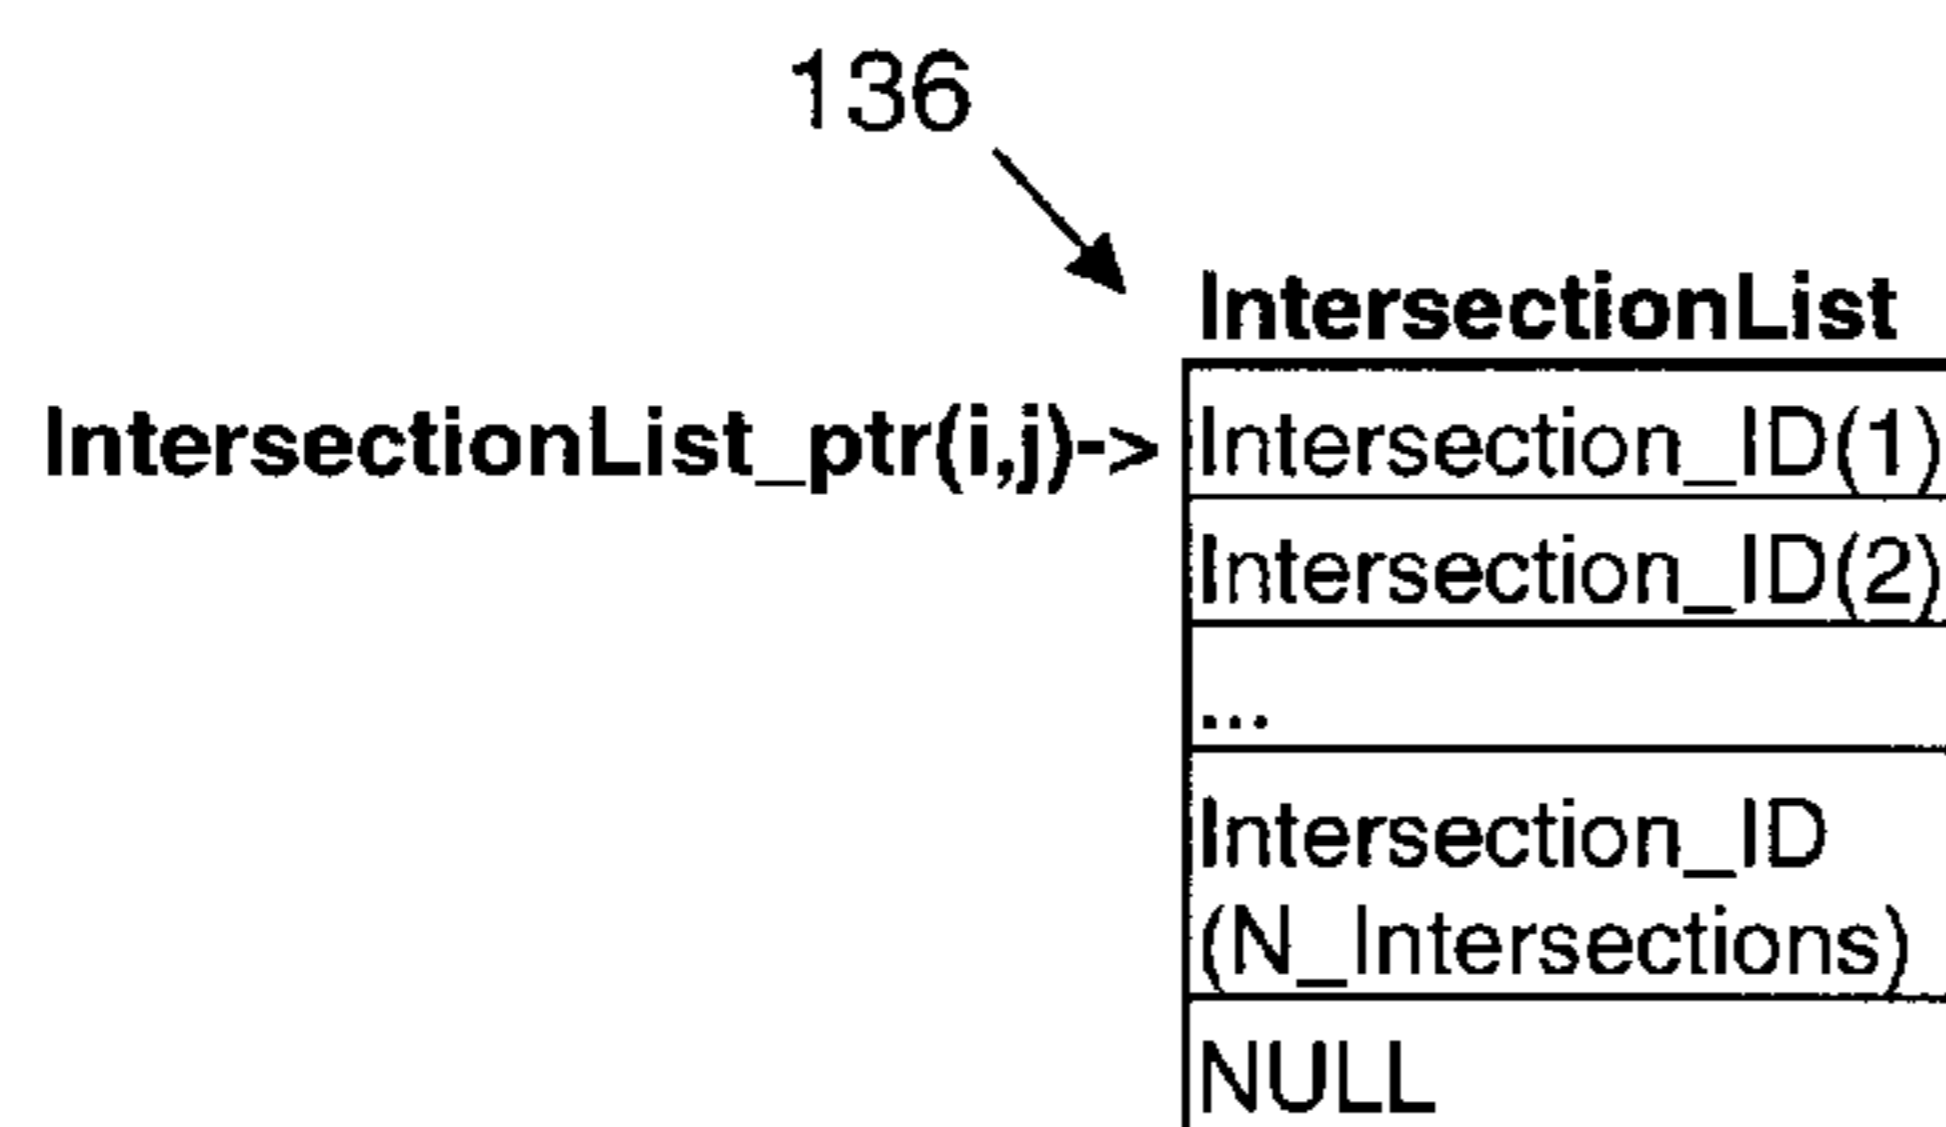 136
IntersectionList
IntersectionList_ptr(i,j)->
Intersection_ID(1)
Intersection_ID(2)
...
Intersection_ID
(N_Intersections)
NULL